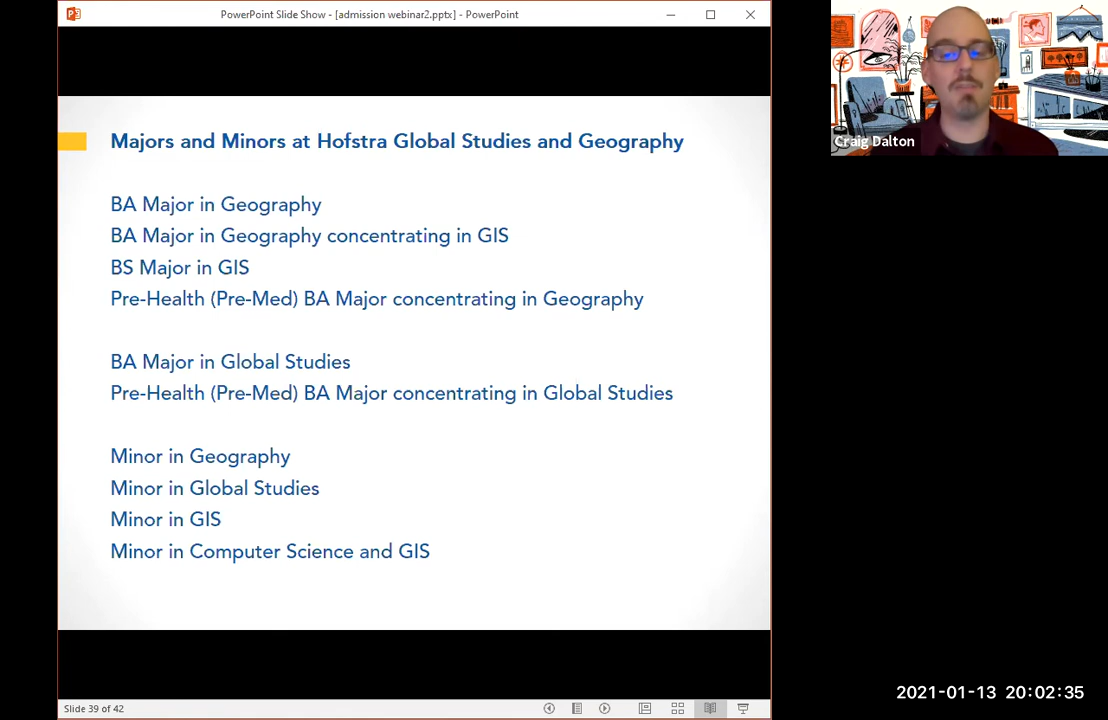 PowerPoint Slide Show - [admission webinar2.pptx] - PowerPoint
Majors and Minors at Hofstra Global Studies and Geography
BA Major in Geography
BA Major in Geography concentrating in GIS
BS Major in GIS
Pre-Health (Pre-Med) BA Major concentrating in Geography
BA Major in Global Studies
Pre-Health (Pre-Med) BA Major concentrating in Global Studies
Minor in Geography
Minor in Global Studies
Minor in GIS
Minor in Computer Science and GIS
Slide 39 of 42
Craig Dalton
2021-01-13 20:02:35